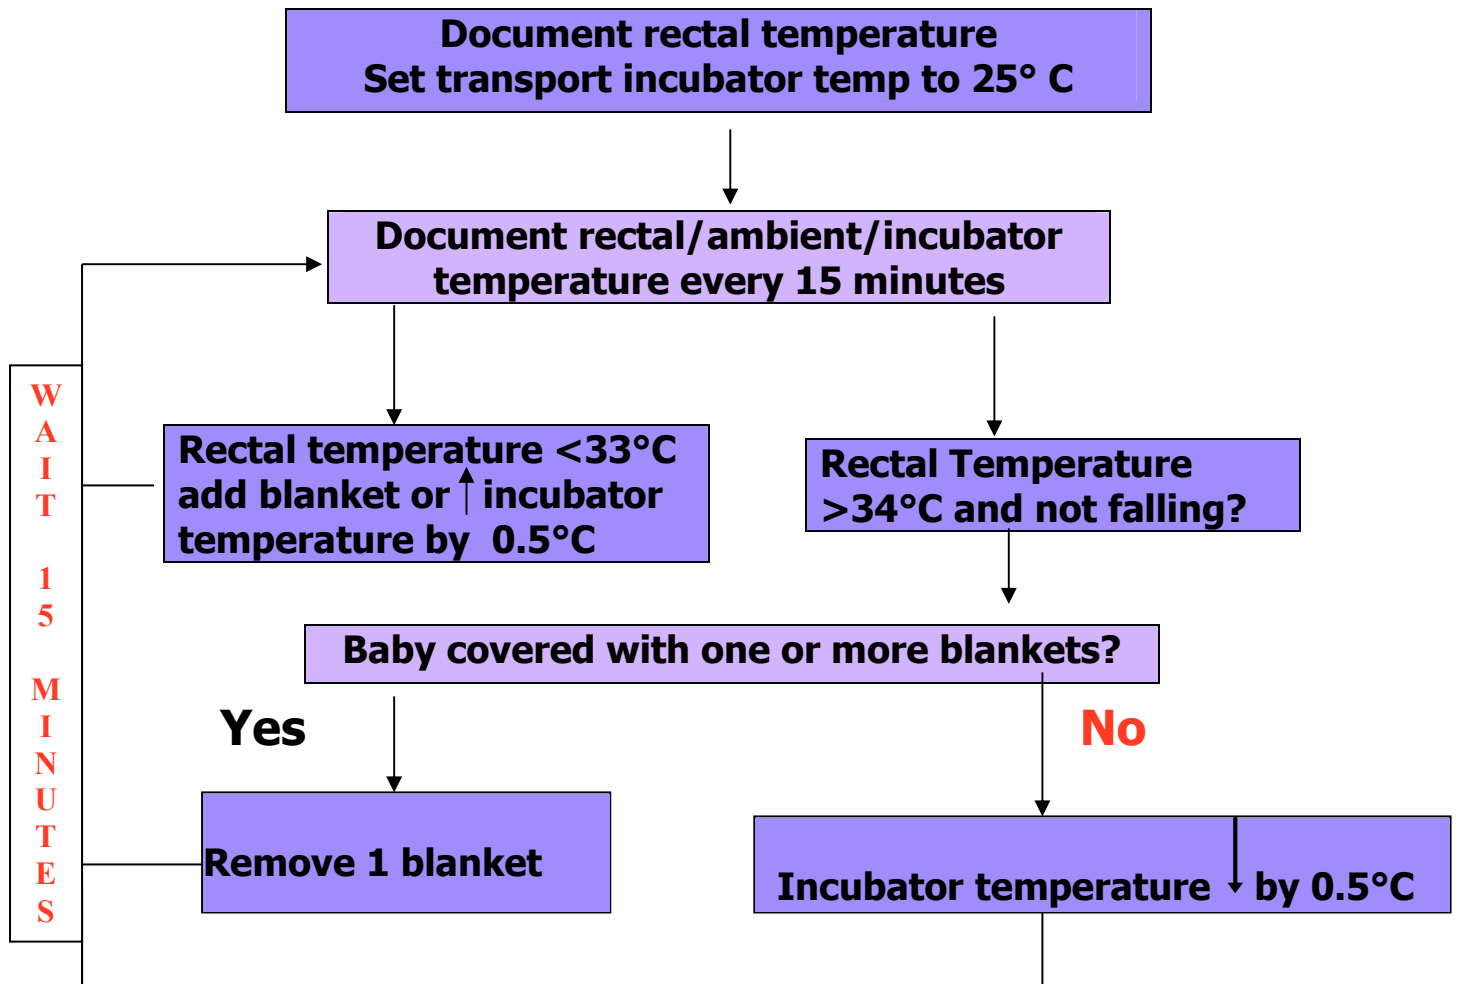 Document rectal temperature
Set transport incubator temp to 25° C
Document rectal/ambient/incubator
temperature every 15 minutes
WAIT 15 MINUTES
Rectal temperature <33°C
add blanket or ↑ incubator
temperature by 0.5°C
Rectal Temperature
>34°C and not falling?
Baby covered with one or more blankets?
Yes
No
Remove 1 blanket
Incubator temperature ↓ by 0.5°C